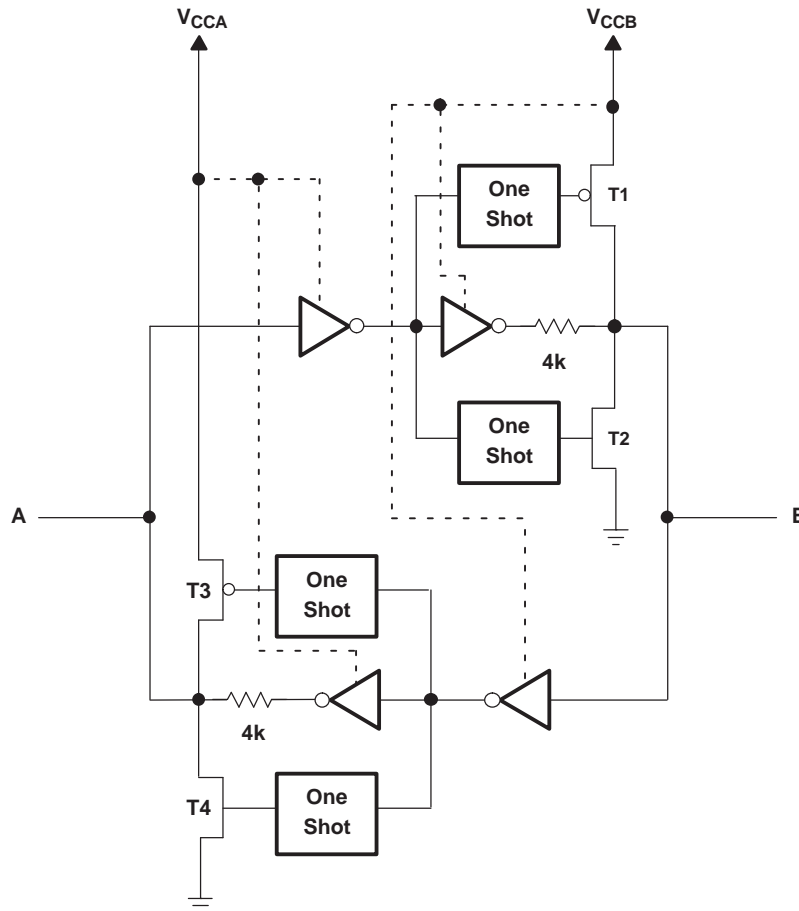 VCCA
VCCB
One
Shot
T1
4k
One
Shot
T2
A
B
T3
One
Shot
4k
T4
One
Shot